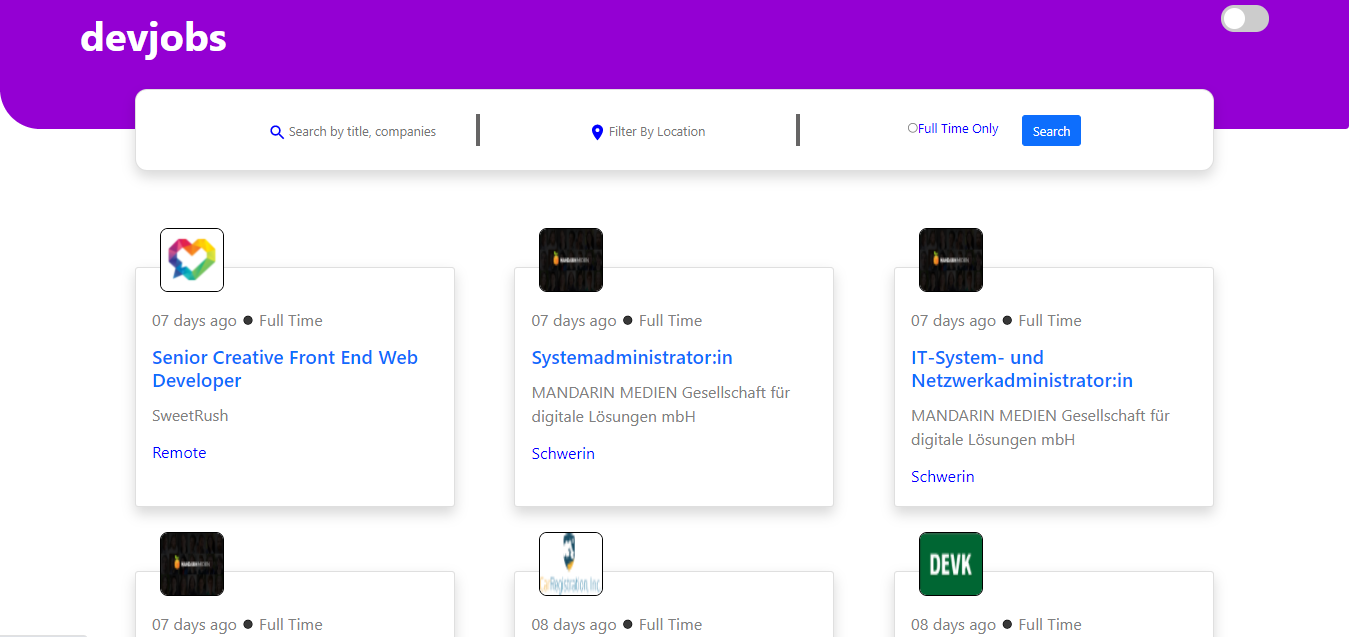 devjobs
Search by title, companies
Filter By Location
Full Time Only
Search
07 days ago ● Full Time
Senior Creative Front End Web
Developer
SweetRush
Remote
07 days ago ● Full Time
Systemadministrator:in
MANDARIN MEDIEN Gesellschaft für
digitale Lösungen mbH
Schwerin
07 days ago ● Full Time
IT-System- und
Netzwerkadministrator:in
MANDARIN MEDIEN Gesellschaft für
digitale Lösungen mbH
Schwerin
07 days ago ● Full Time
CarRegistration, Inc
08 days ago ● Full Time
DEVK
08 days ago ● Full Time